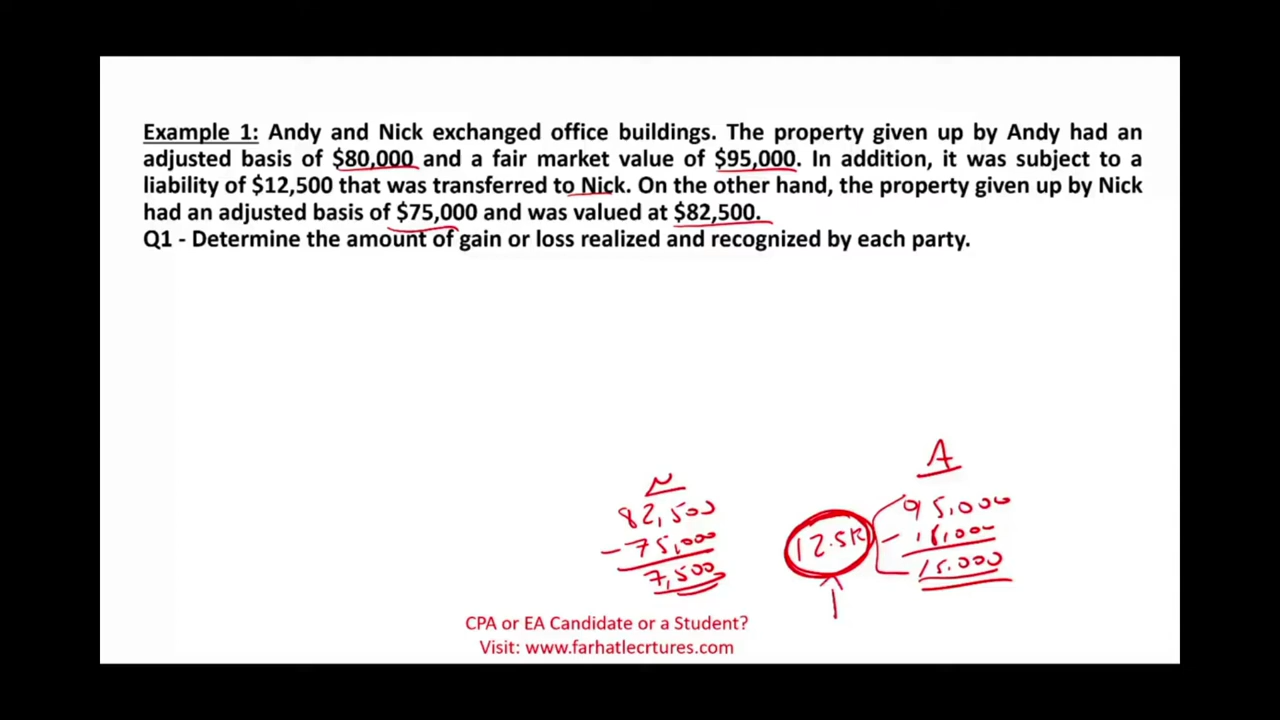 Example 1: Andy and Nick exchanged office buildings. The property given up by Andy had an
adjusted basis of $80,000 and a fair market value of $95,000. In addition, it was subject to a
liability of $12,500 that was transferred to Nick. On the other hand, the property given up by Nick
had an adjusted basis of $75,000 and was valued at $82,500.
Q1 - Determine the amount of gain or loss realized and recognized by each party.
A
N
95,000
82,500
12.5K
- 75,000
15,000
7,500
CPA or EA Candidate or a Student?
Visit: www.farhatlecrtures.com